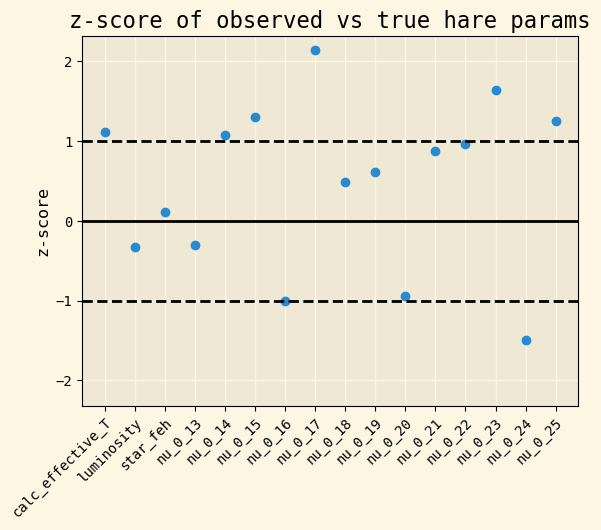 z-score of observed vs true hare params
z-score
2
1
0
−1
−2
calc_effective_T
luminosity
star_feh
nu_0_13
nu_0_14
nu_0_15
nu_0_16
nu_0_17
nu_0_18
nu_0_19
nu_0_20
nu_0_21
nu_0_22
nu_0_23
nu_0_24
nu_0_25